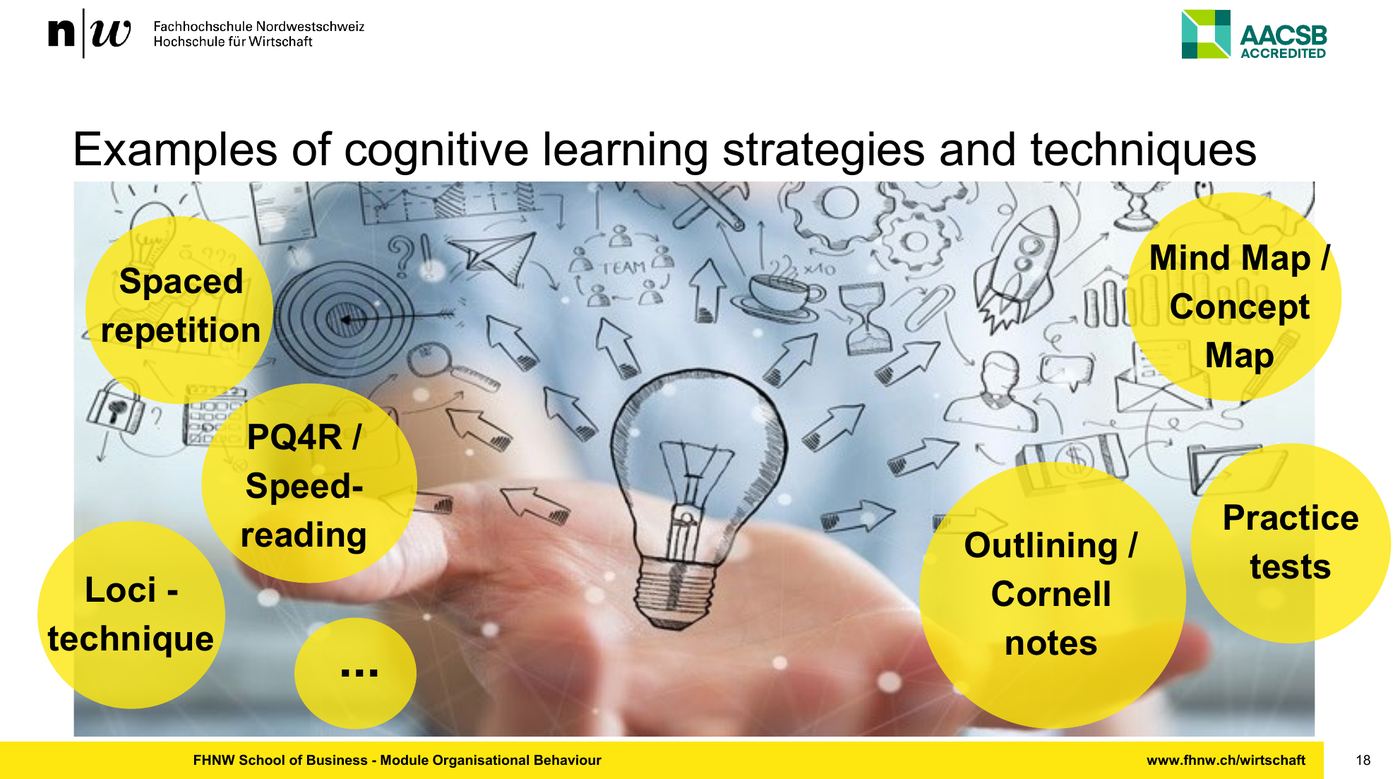 n|w Fachhochschule Nordwestschweiz
Hochschule für Wirtschaft
AACSB
ACCREDITED
Examples of cognitive learning strategies and techniques
Spaced
repetition
PQ4R /
Speed-
reading
Loci -
technique
...
TEAM
x10
?!
?
$
Mind Map /
Concept
Map
Outlining /
Cornell
notes
Practice
tests
FHNW School of Business - Module Organisational Behaviour
www.fhnw.ch/wirtschaft
18